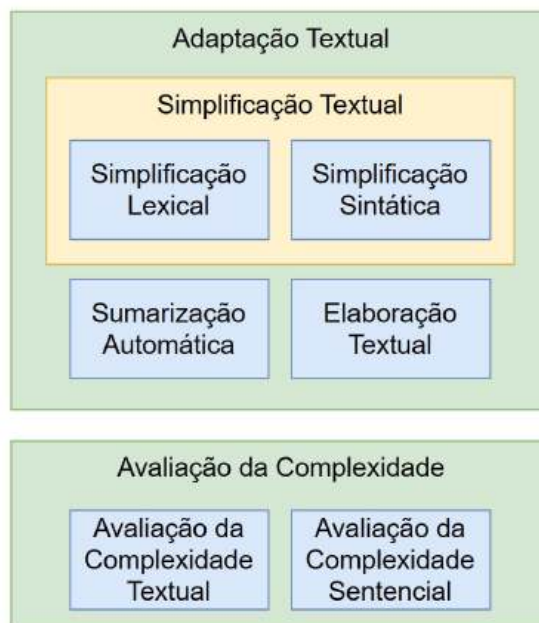 Adaptação Textual
Simplificação Textual
Simplificação
Lexical
Simplificação
Sintática
Sumarização
Automática
Elaboração
Textual
Avaliação da Complexidade
Avaliação da
Complexidade
Textual
Avaliação da
Complexidade
Sentencial